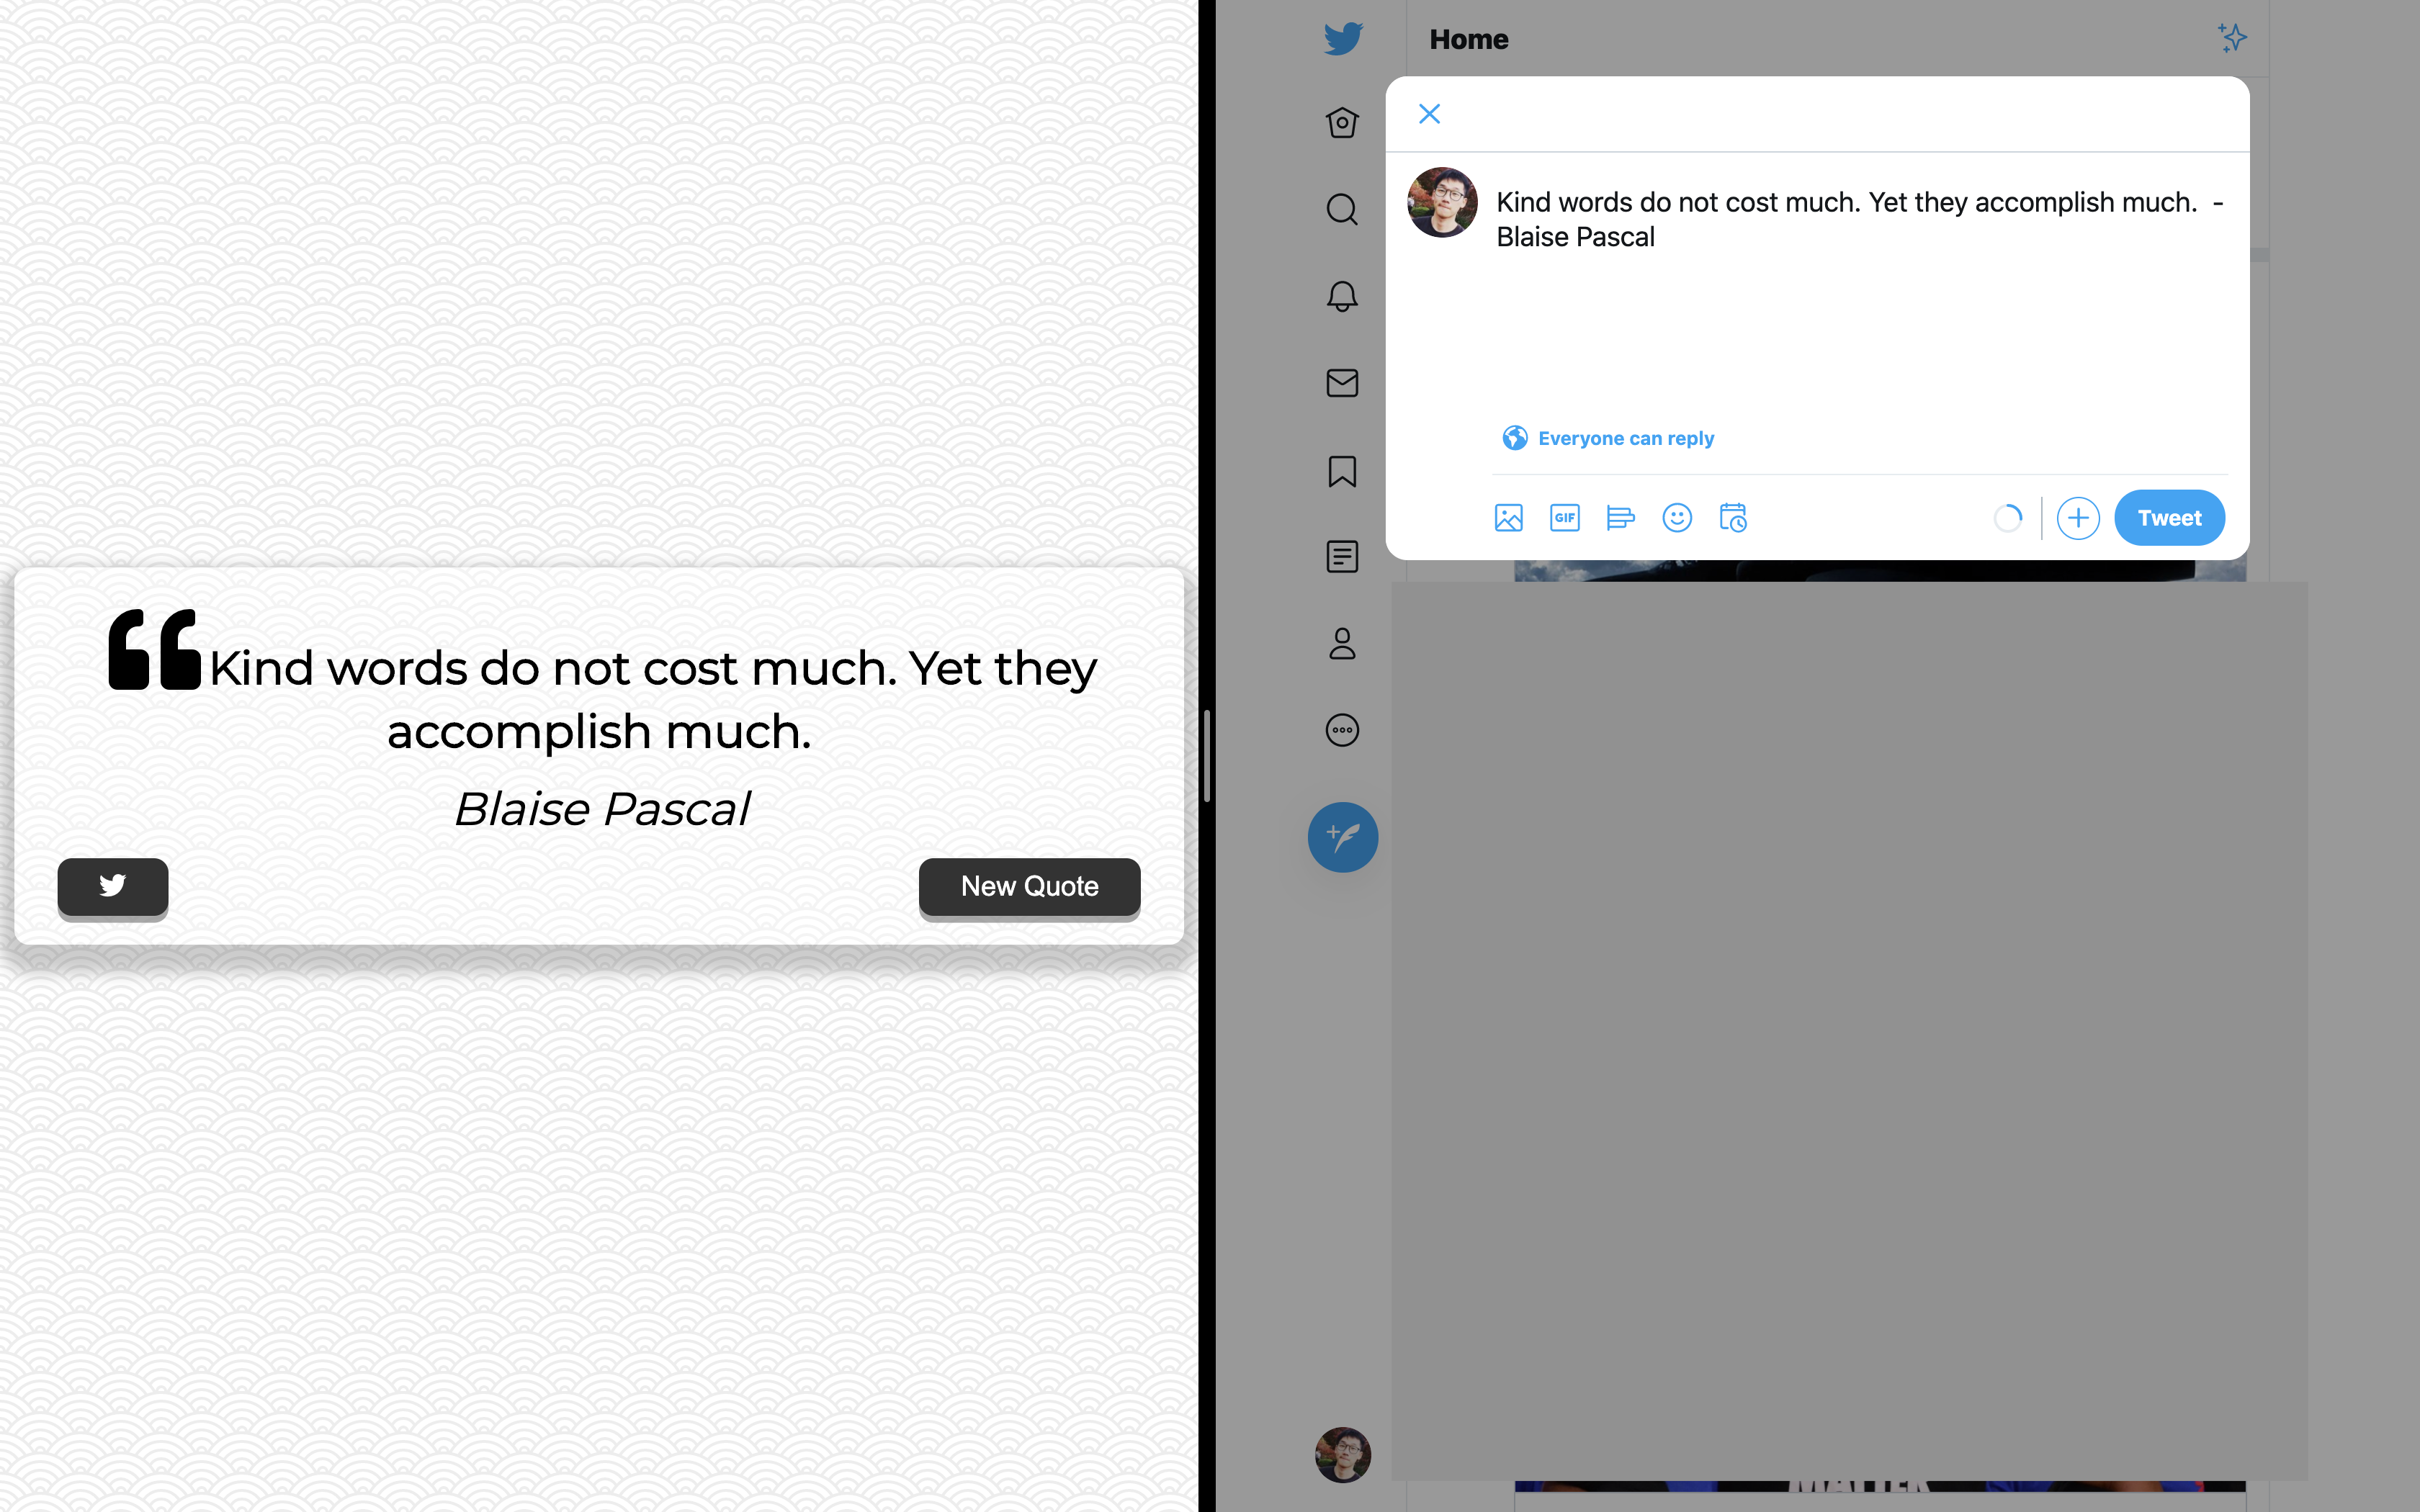 Kind words do not cost much. Yet they
accomplish much.
Blaise Pascal
New Quote
Home
Kind words do not cost much. Yet they accomplish much.  -
Blaise Pascal
Everyone can reply
GIF
Tweet